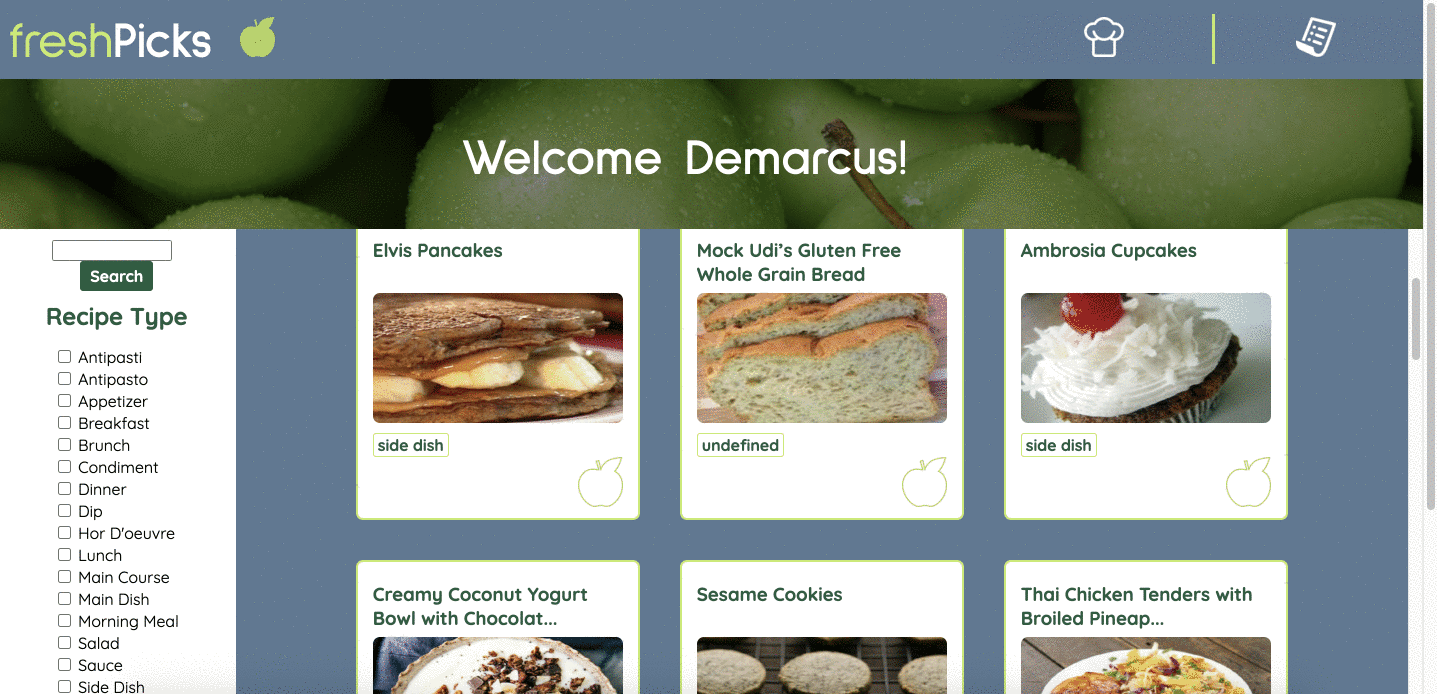 freshPicks
Welcome Demarcus!
Search
Recipe Type
Antipasti
Antipasto
Appetizer
Breakfast
Brunch
Condiment
Dinner
Dip
Hor D'oeuvre
Lunch
Main Course
Main Dish
Morning Meal
Salad
Sauce
Side Dish
Elvis Pancakes
side dish
Mock Udi’s Gluten Free
Whole Grain Bread
undefined
Ambrosia Cupcakes
side dish
Creamy Coconut Yogurt
Bowl with Chocolat...
Sesame Cookies
Thai Chicken Tenders with
Broiled Pineap...